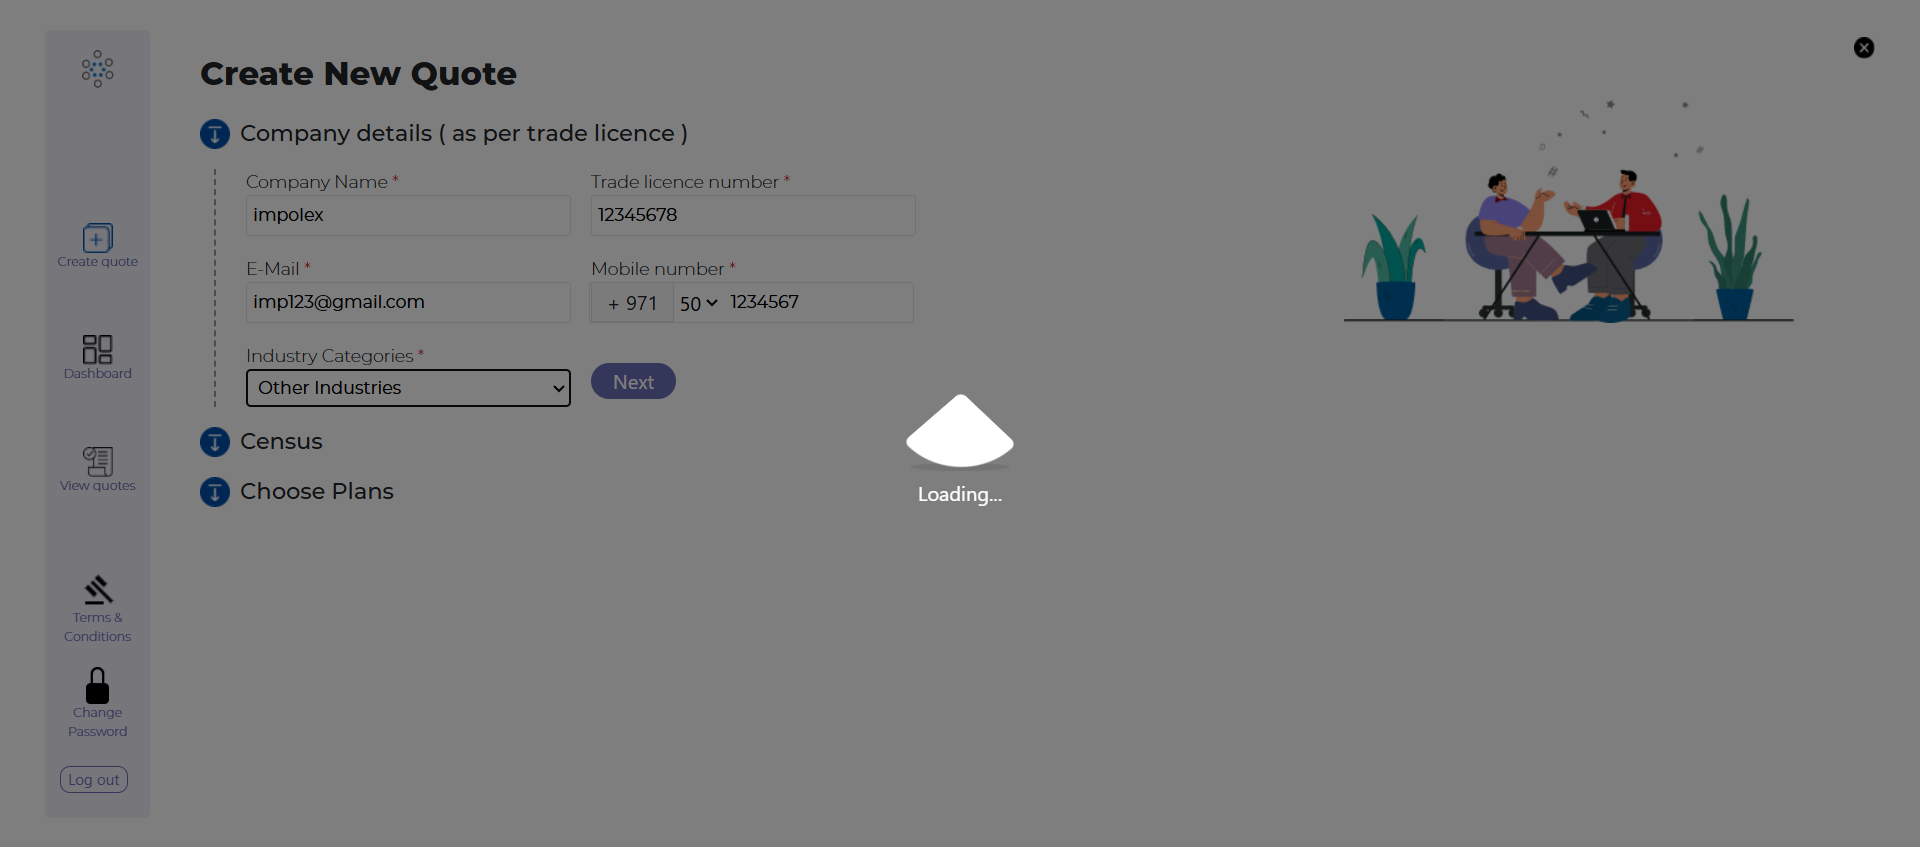 Create New Quote
Company details ( as per trade licence )
Company Name *
Trade licence number *
impolex
12345678
E-Mail *
Mobile number *
imp123@gmail.com
+ 971
50
1234567
Industry Categories *
Other Industries
Next
Census
Choose Plans
Loading...
Create quote
Dashboard
View quotes
Terms &
Conditions
Change
Password
Log out